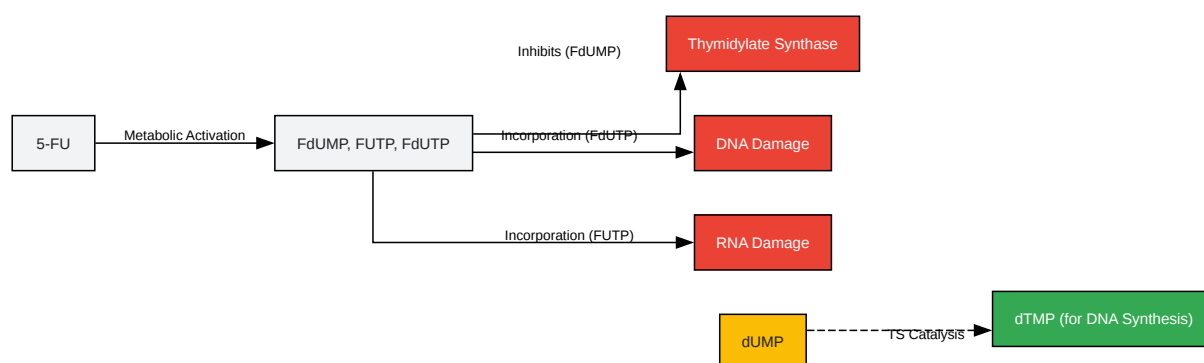 Inhibits (FdUMP)
Thymidylate Synthase
5-FU
Metabolic Activation
FdUMP, FUTP, FdUTP
Incorporation (FdUTP)
DNA Damage
Incorporation (FUTP)
RNA Damage
dUMP
TS Catalysis
dTMP (for DNA Synthesis)